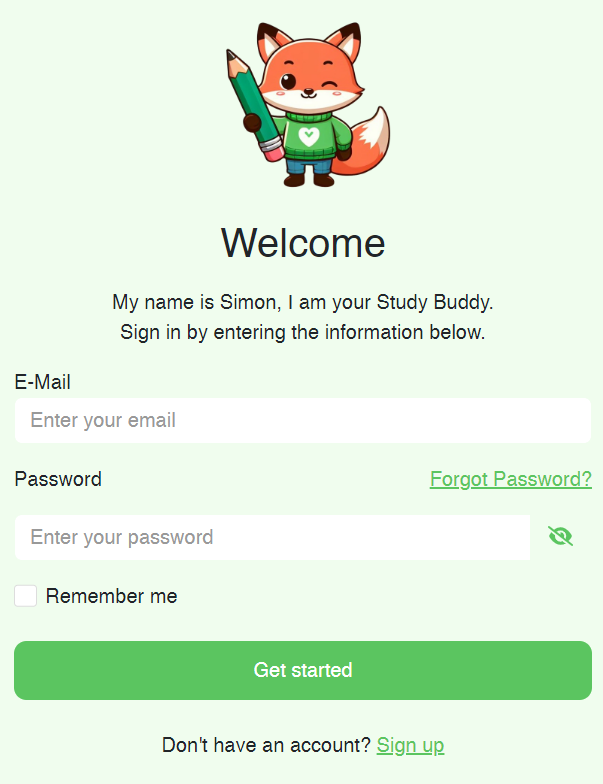 Welcome
My name is Simon, I am your Study Buddy.
Sign in by entering the information below.
E-Mail
Enter your email
Password
Forgot Password?
Enter your password
Remember me
Get started
Don't have an account? Sign up